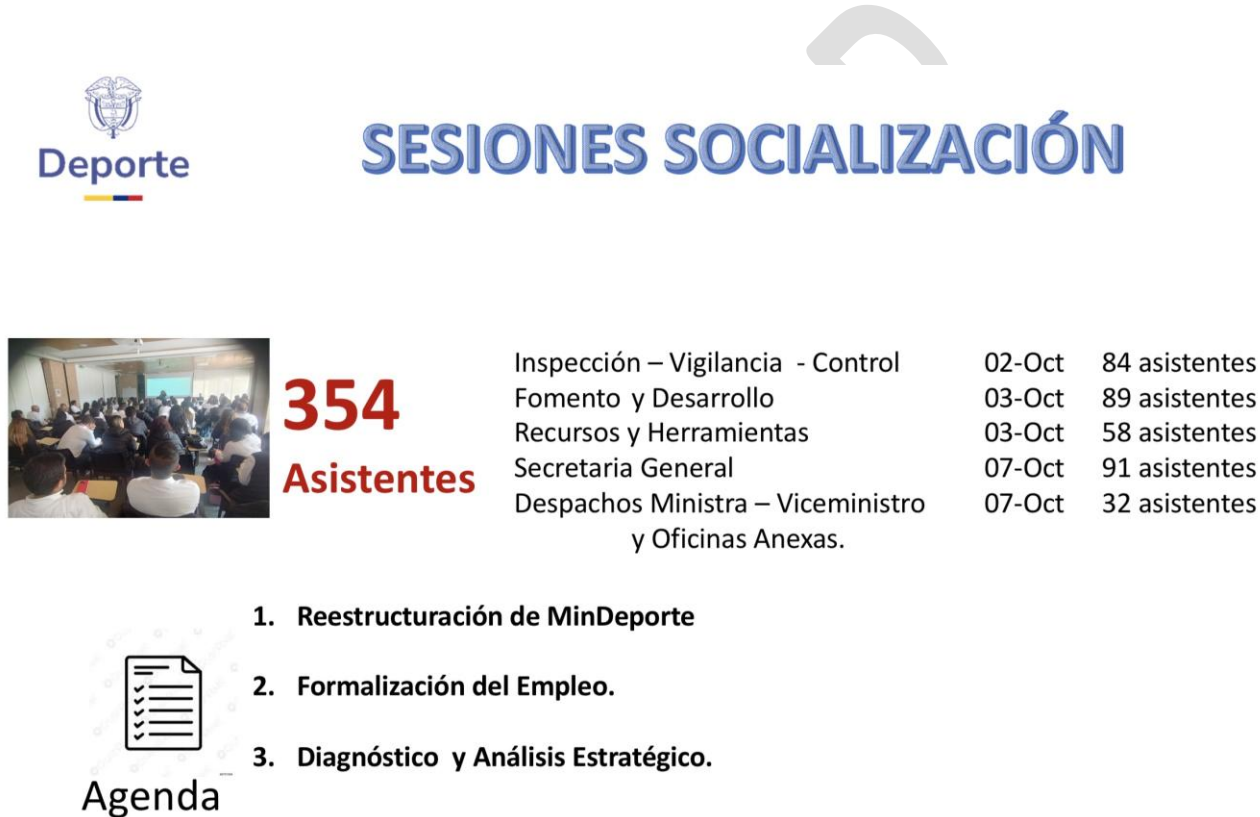 Deporte
SESIONES SOCIALIZACIÓN
354
Asistentes
Inspección – Vigilancia - Control 02-Oct 84 asistentes
Fomento y Desarrollo 03-Oct 89 asistentes
Recursos y Herramientas 03-Oct 58 asistentes
Secretaria General 07-Oct 91 asistentes
Despachos Ministra – Viceministro 07-Oct 32 asistentes
y Oficinas Anexas.
1. Reestructuración de MinDeporte
2. Formalización del Empleo.
3. Diagnóstico y Análisis Estratégico.
Agenda